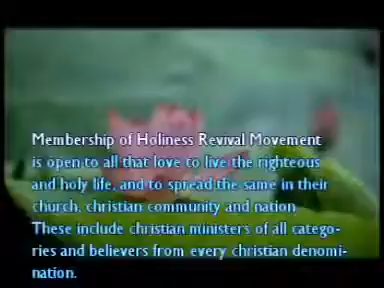 Membership of Holiness Revival Movement
is open to all that love to live the righteous
and holy life, and to spread the same in their
church, christian community and nation.
These include christian ministers of all catego-
ries and believers from every christian denomi-
nation.